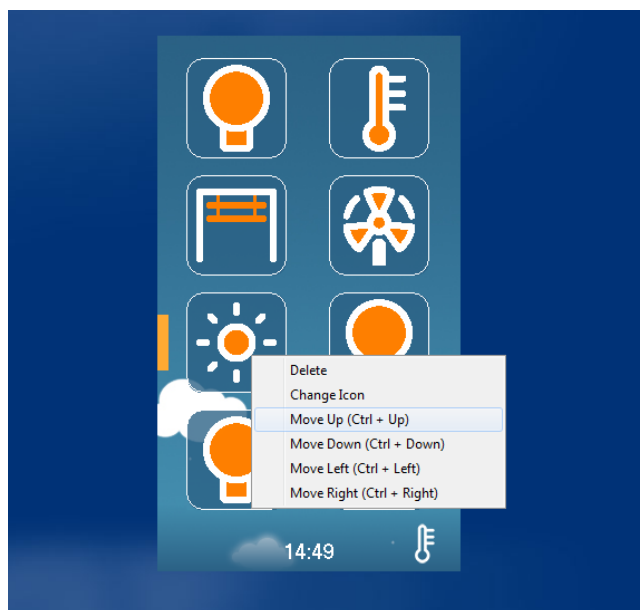 Delete
Change Icon
Move Up (Ctrl + Up)
Move Down (Ctrl + Down)
Move Left (Ctrl + Left)
Move Right (Ctrl + Right)
14:49